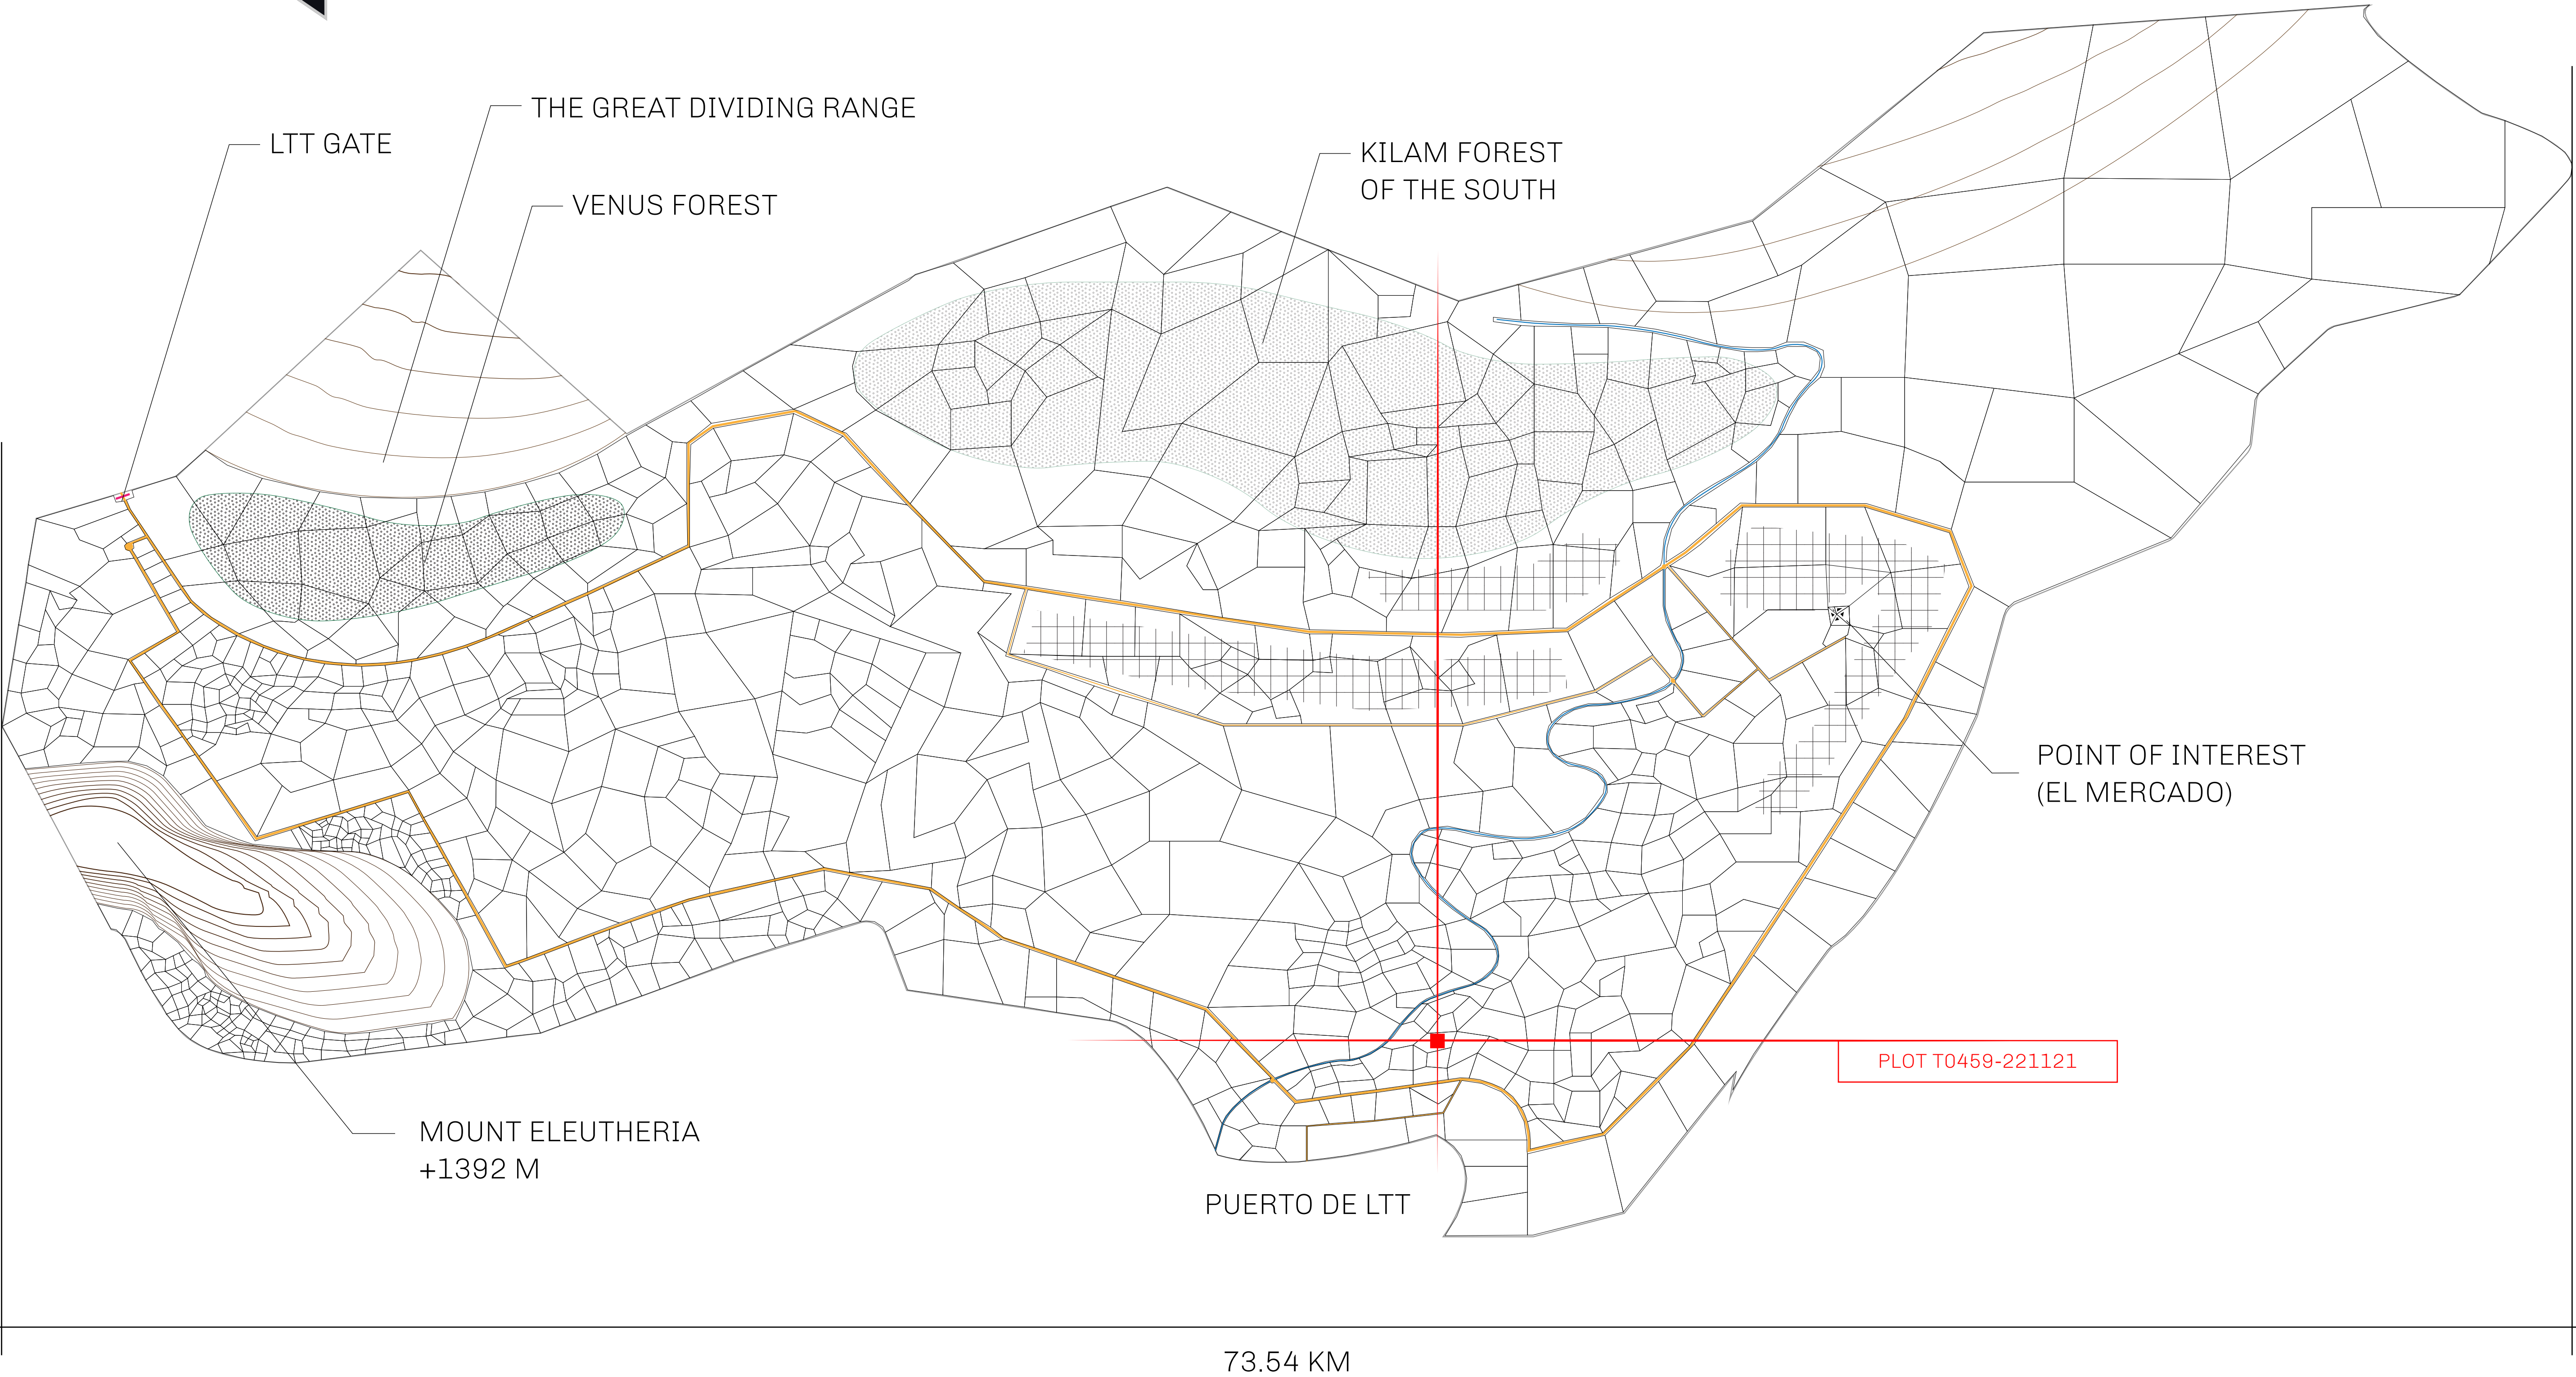 THE GREAT DIVIDING RANGE
LTT GATE
VENUS FOREST
KILAM FOREST
OF THE SOUTH
POINT OF INTEREST
(EL MERCADO)
PLOT T0459-221121
MOUNT ELEUTHERIA
+1392 M
PUERTO DE LTT
73.54 KM